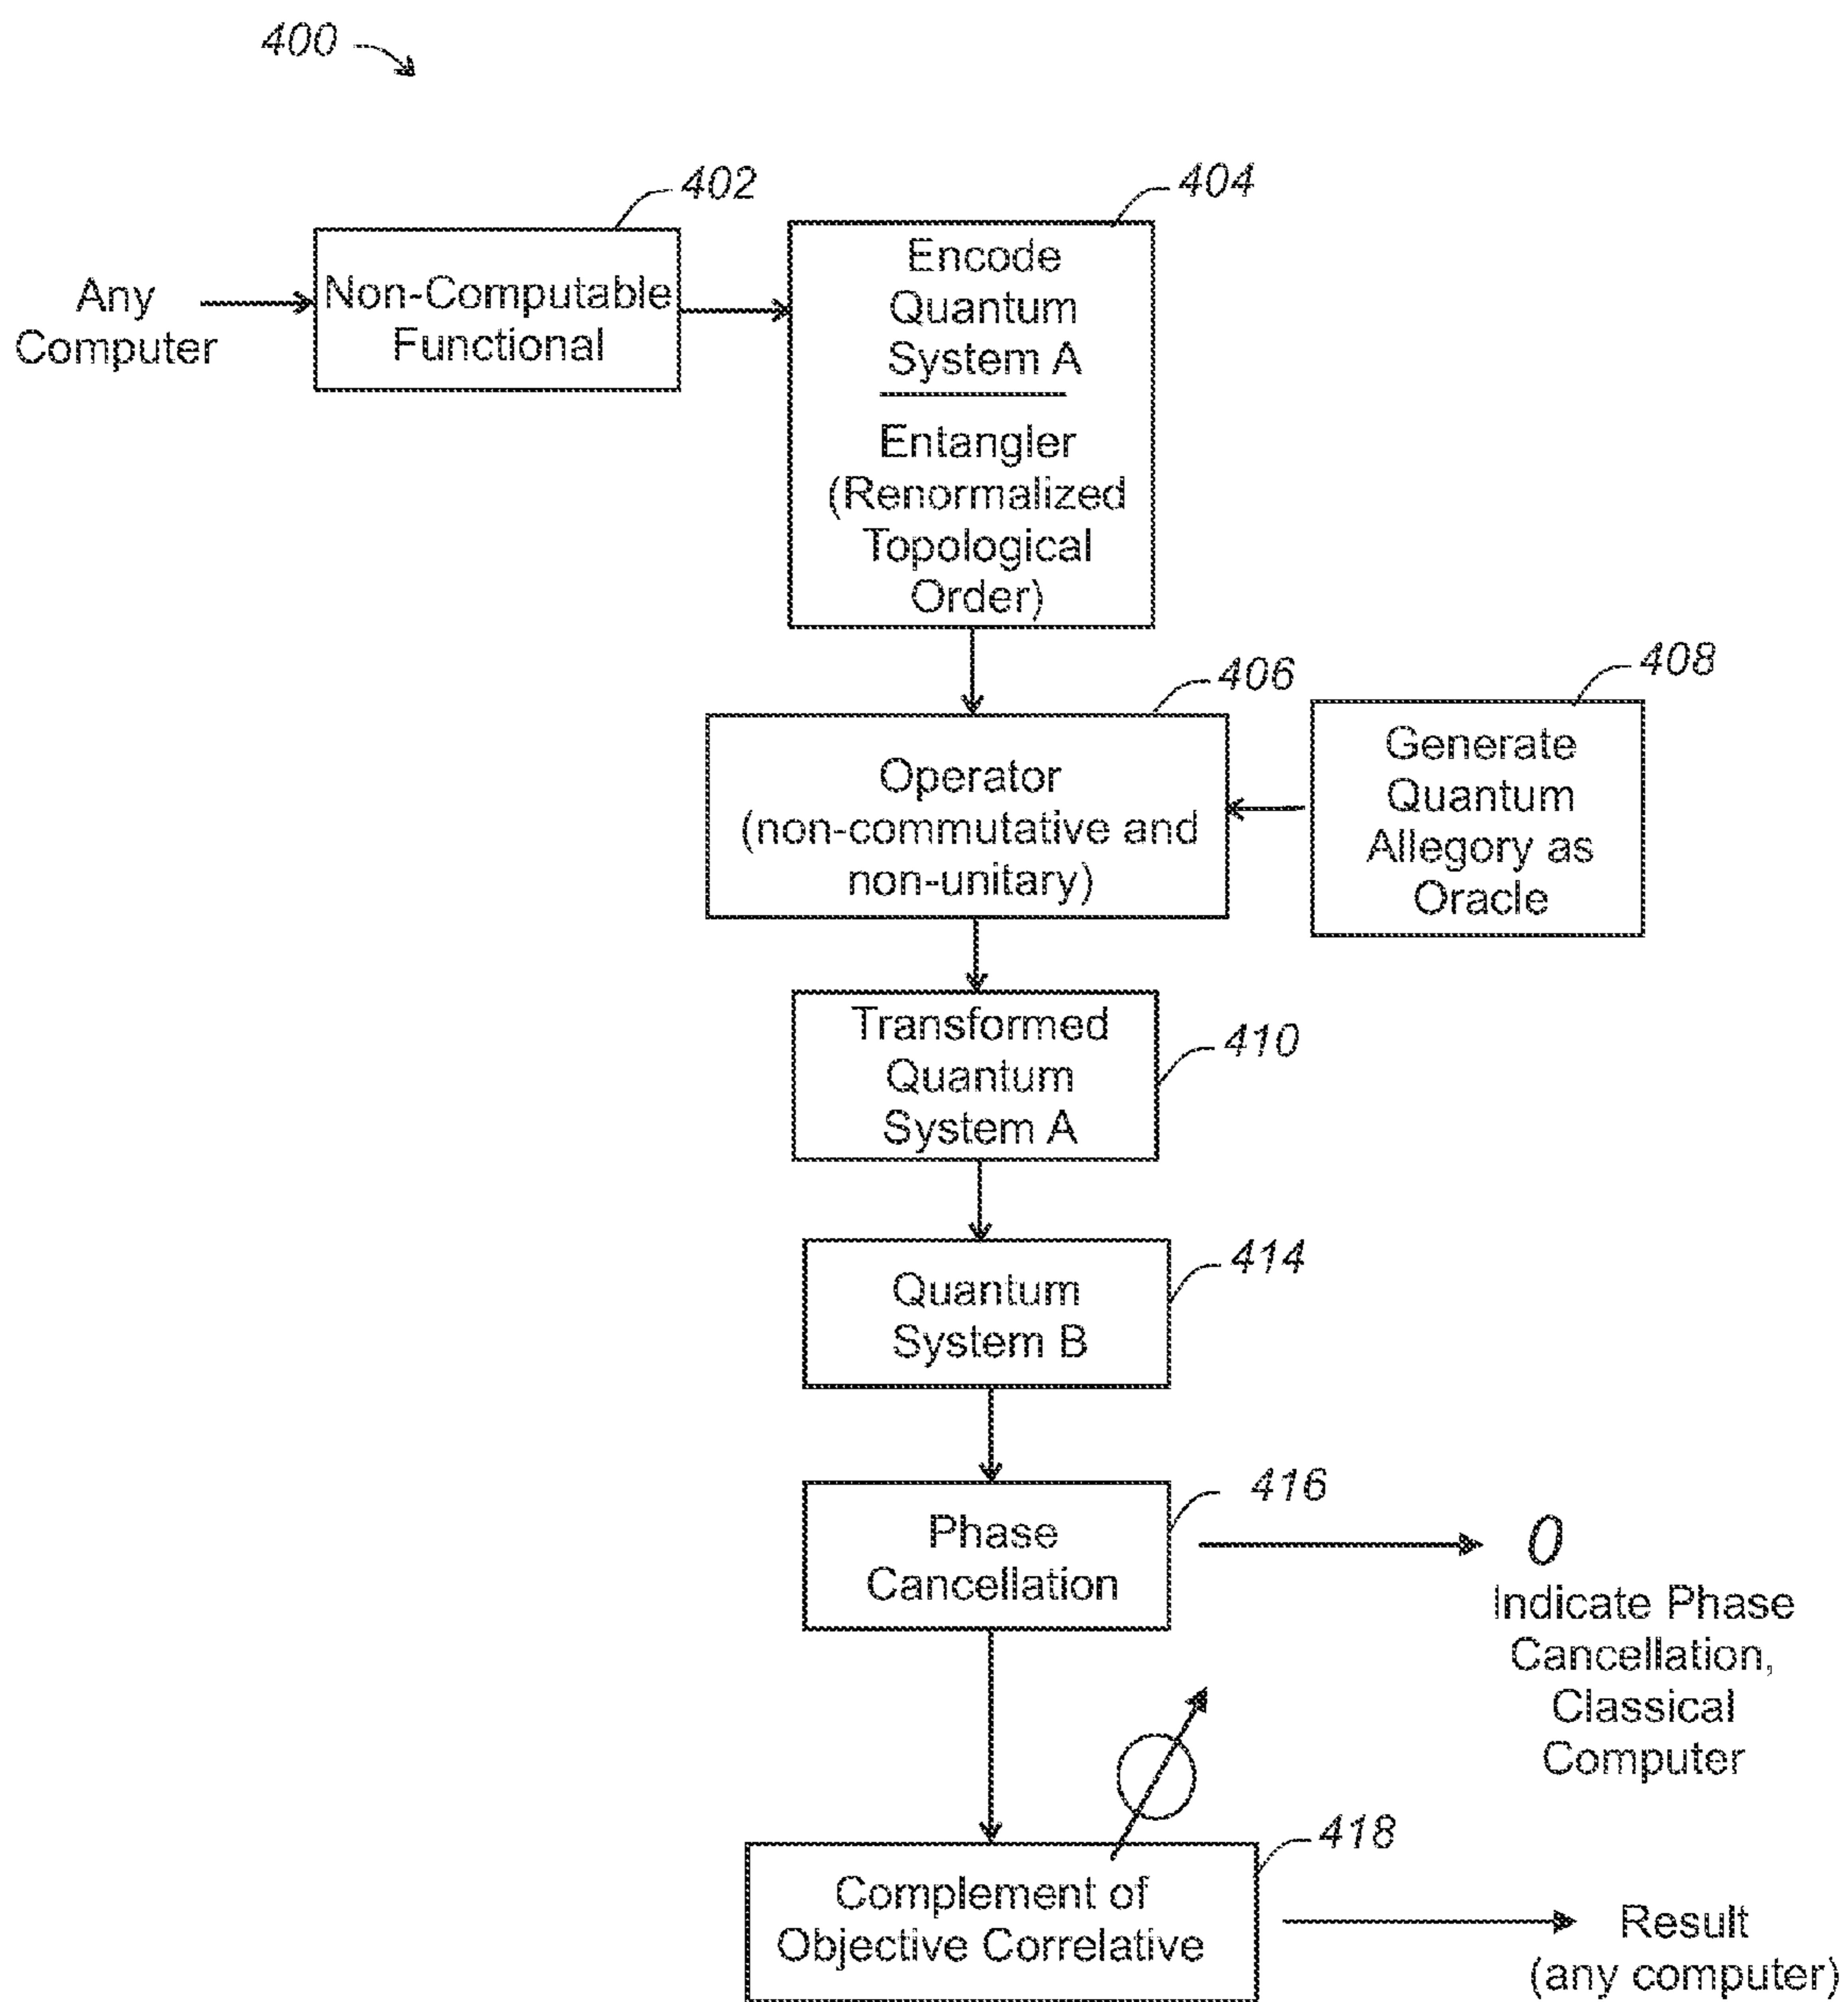 400
402
404
Any
Computer
Non-Computable
Functional
Encode
Quantum
System A
Entangler
(Renormalized
Topological
Order)
406
408
Operator
(non-commutative and
non-unitary)
Generate
Quantum
Allegory as
Oracle
Transformed
Quantum
System A
410
Quantum
System B
414
Phase
Cancellation
416
0
Indicate Phase
Cancellation,
Classical
Computer
Complement of
Objective Correlative
418
Result
(any computer)